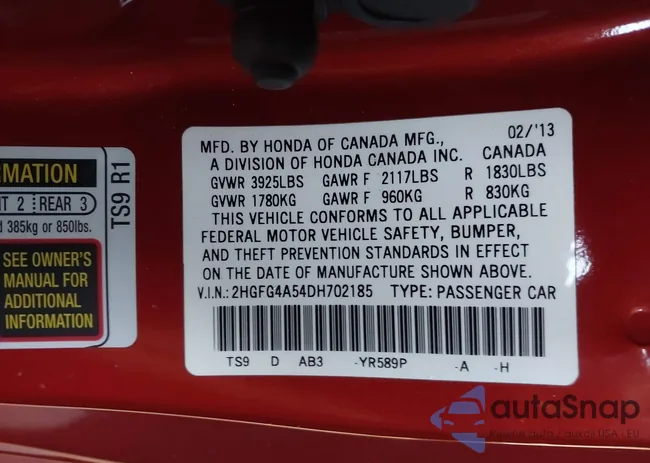 RMATION
NT 2 REAR 3
d 385kg or 850lbs.
SEE OWNER'S
MANUAL FOR
ADDITIONAL
INFORMATION
TS9 R1
MFD. BY HONDA OF CANADA MFG., 02/'13
A DIVISION OF HONDA CANADA INC. CANADA
GVWR 3925LBS GAWR F 2117LBS R 1830LBS
GVWR 1780KG GAWR F 960KG R 830KG
THIS VEHICLE CONFORMS TO ALL APPLICABLE
FEDERAL MOTOR VEHICLE SAFETY, BUMPER,
AND THEFT PREVENTION STANDARDS IN EFFECT
ON THE DATE OF MANUFACTURE SHOWN ABOVE.
V.I.N.: 2HGFG4A54DH702185 TYPE: PASSENGER CAR
TS9 D AB3 -YR589P -A -H
autaSnap